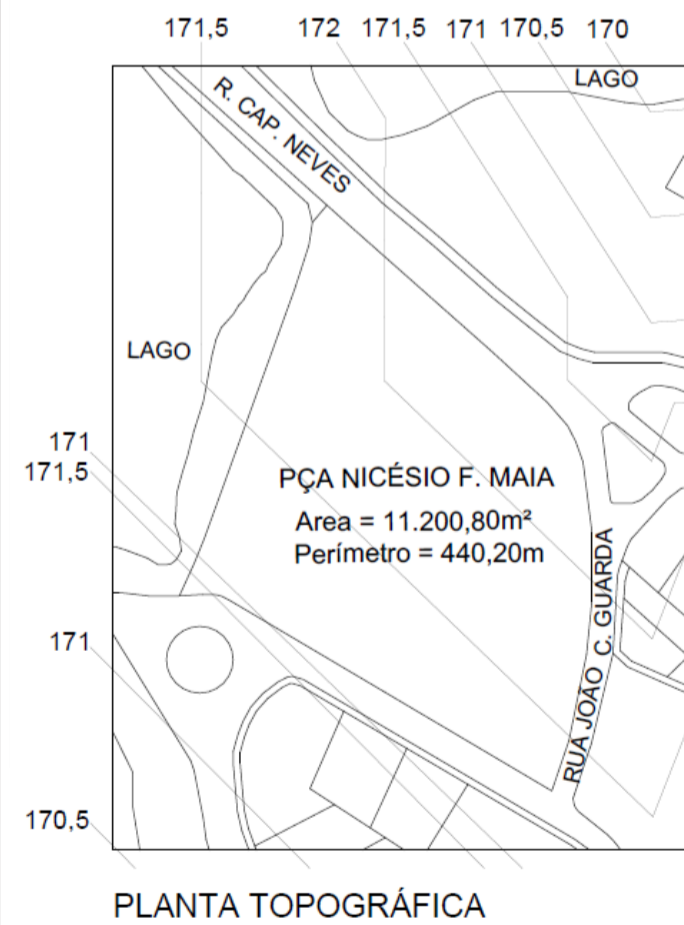 171,5 172 171,5 171 170,5 170
LAGO
R. CAP. NEVES
LAGO
171
171,5
PÇA NICÉSIO F. MAIA
Area = 11.200,80m²
Perímetro = 440,20m
RUA JOÃO C. GUARDA
171
170,5
PLANTA TOPOGRÁFICA